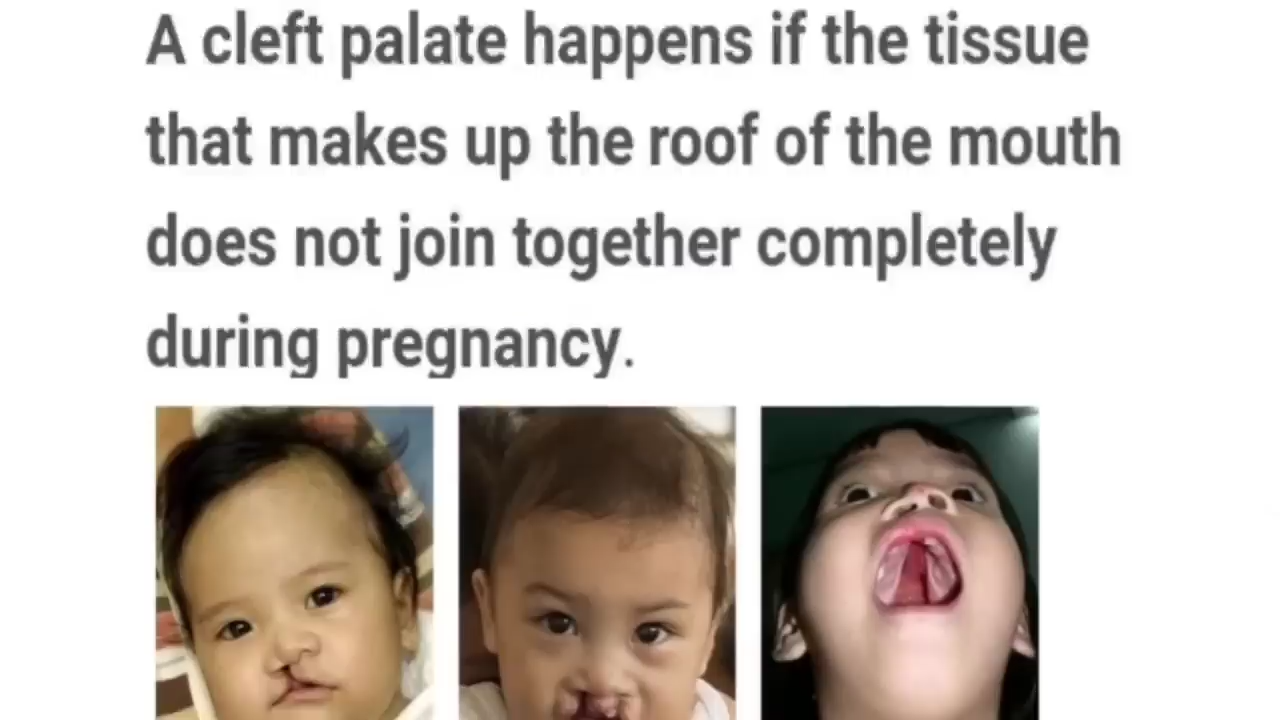 A cleft palate happens if the tissue
that makes up the roof of the mouth
does not join together completely
during pregnancy.